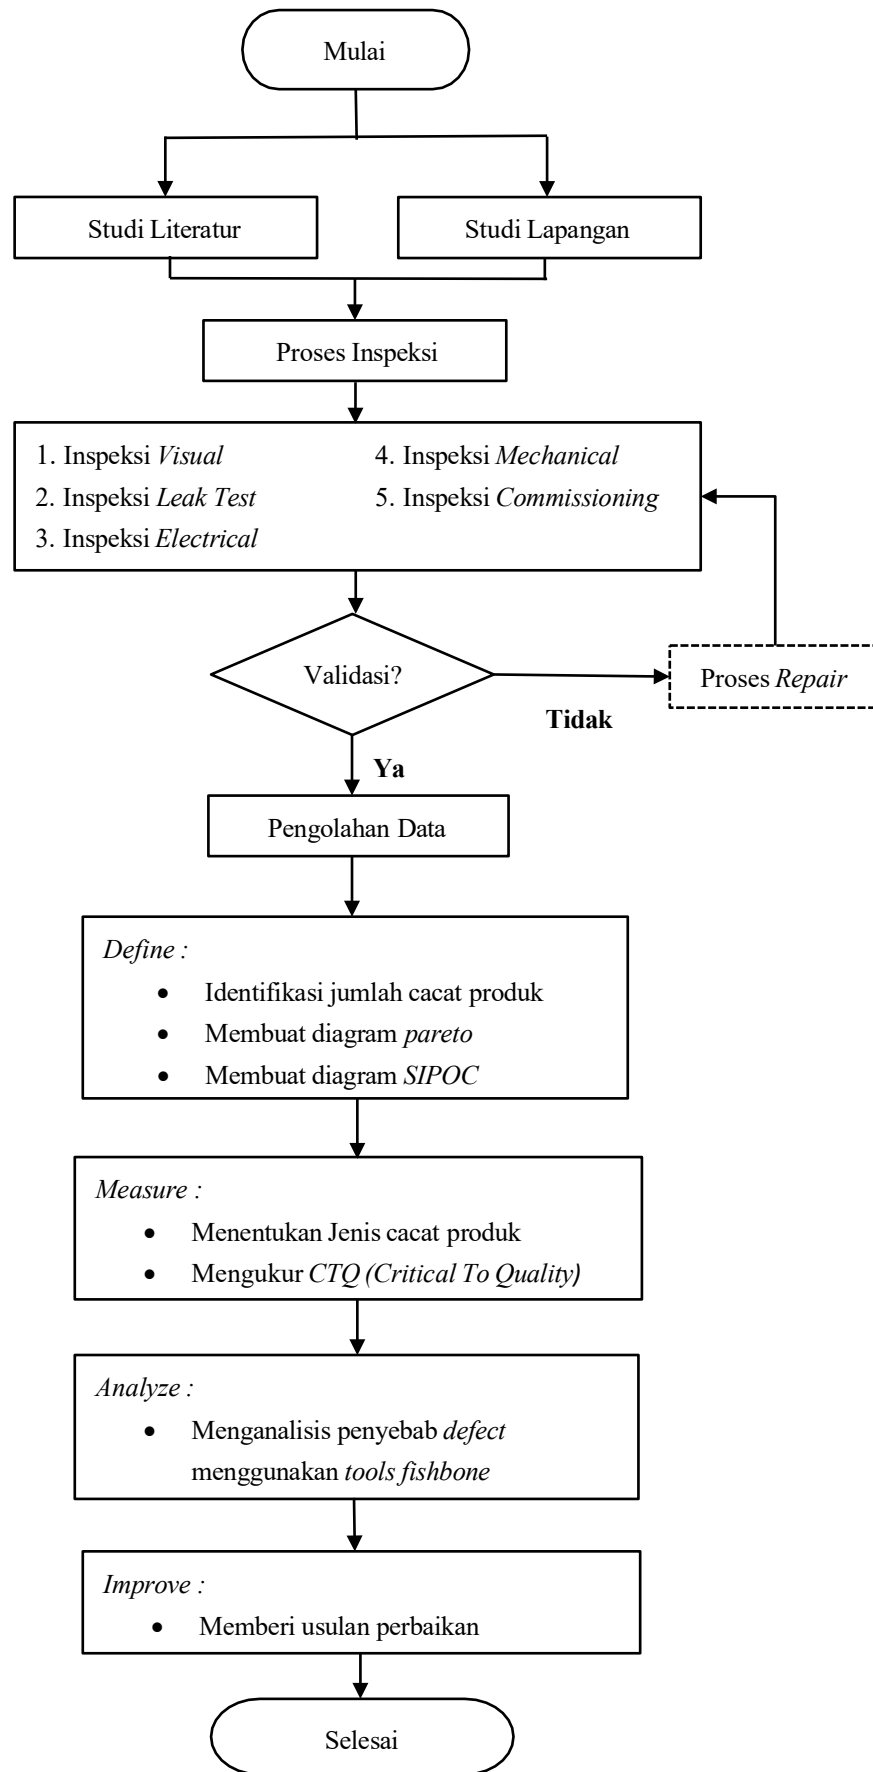 Mulai
Studi Literatur
Studi Lapangan
Proses Inspeksi
1. Inspeksi Visual
2. Inspeksi Leak Test
3. Inspeksi Electrical
4. Inspeksi Mechanical
5. Inspeksi Commissioning
Validasi?
Proses Repair
Tidak
Ya
Pengolahan Data
Define :
• Identifikasi jumlah cacat produk
• Membuat diagram pareto
• Membuat diagram SIPOC
Measure :
• Menentukan Jenis cacat produk
• Mengukur CTQ (Critical To Quality)
Analyze :
• Menganalisis penyebab defect
menggunakan tools fishbone
Improve :
• Memberi usulan perbaikan
Selesai